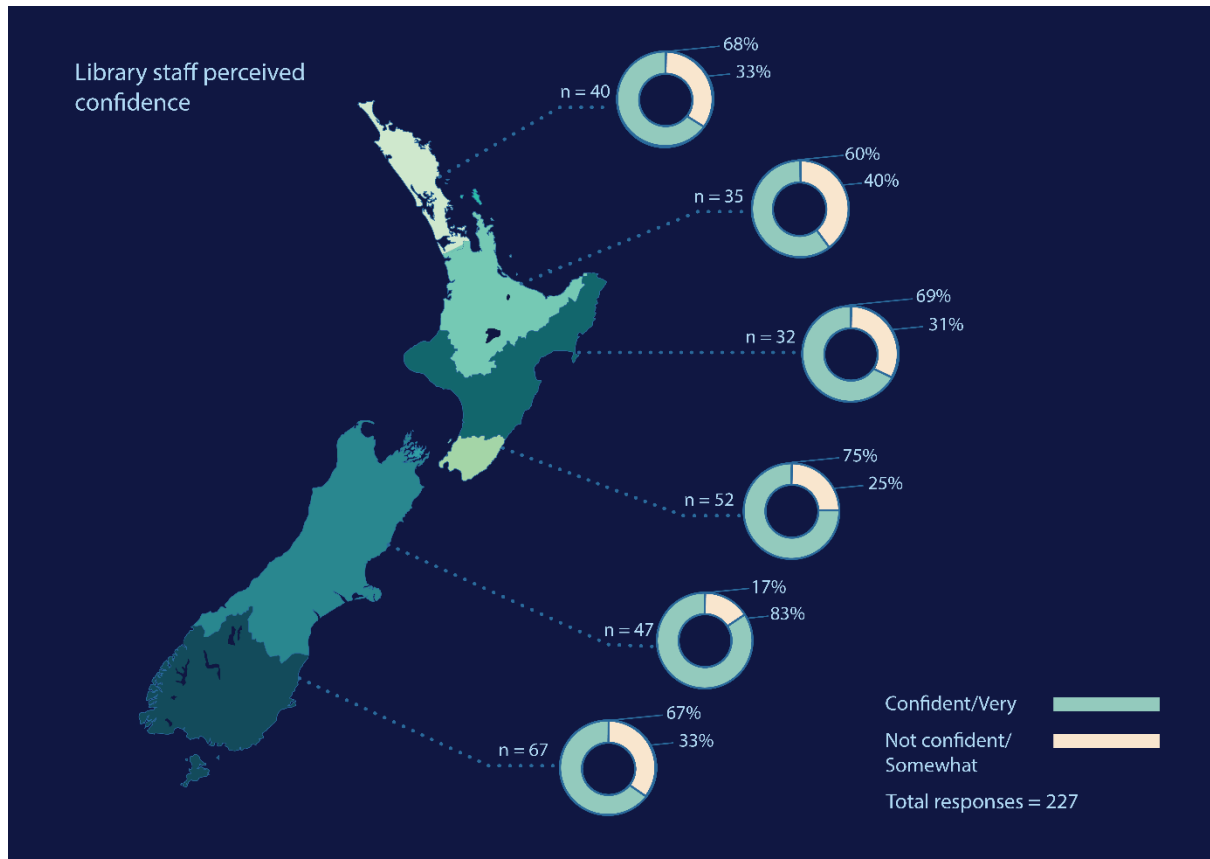 Library staff perceived
confidence
n = 40
68%
33%
n = 35
60%
40%
n = 32
69%
31%
n = 52
75%
25%
n = 47
17%
83%
n = 67
67%
33%
Confident/Very
Not confident/
Somewhat
Total responses = 227